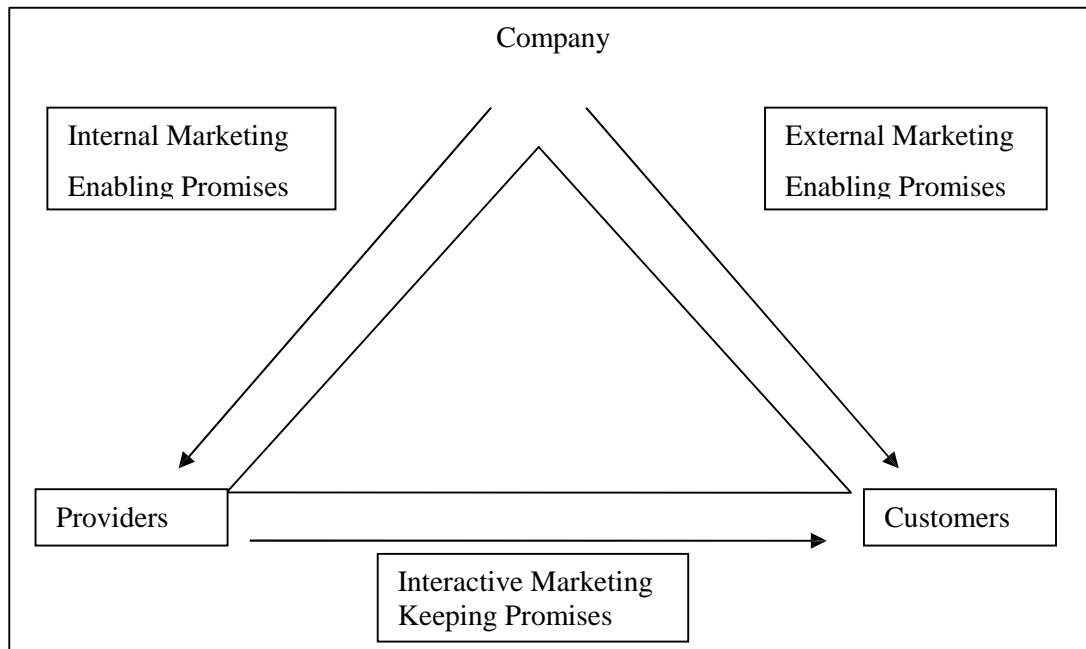 Company
Internal Marketing
Enabling Promises
External Marketing
Enabling Promises
Providers
Customers
Interactive Marketing
Keeping Promises